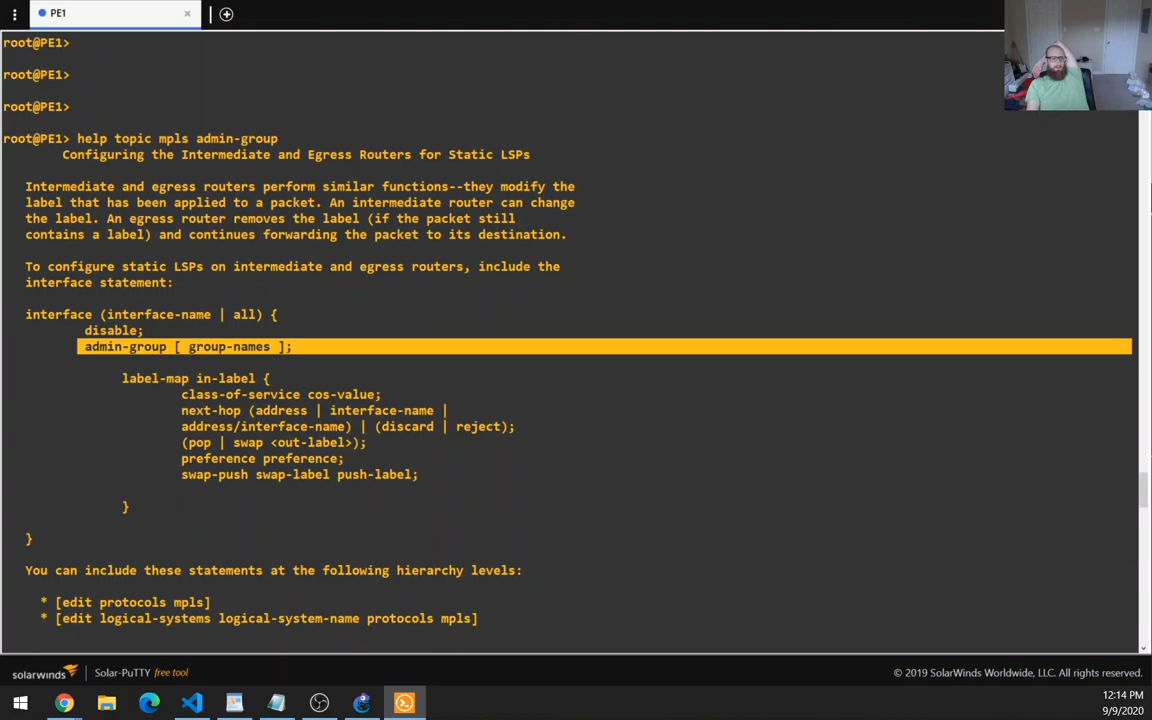 PE1
root@PE1>
root@PE1>
root@PE1>
root@PE1> help topic mpls admin-group
Configuring the Intermediate and Egress Routers for Static LSPs
Intermediate and egress routers perform similar functions--they modify the
label that has been applied to a packet. An intermediate router can change
the label. An egress router removes the label (if the packet still
contains a label) and continues forwarding the packet to its destination.
To configure static LSPs on intermediate and egress routers, include the
interface statement:
interface (interface-name | all) {
disable;
admin-group [ group-names ];
label-map in-label {
class-of-service cos-value;
next-hop (address | interface-name |
address/interface-name) | (discard | reject);
(pop | swap <out-label>);
preference preference;
swap-push swap-label push-label;
}
}
You can include these statements at the following hierarchy levels:
* [edit protocols mpls]
* [edit logical-systems logical-system-name protocols mpls]
solarwinds Solar-PuTTY free tool © 2019 SolarWinds Worldwide, LLC. All rights reserved.
12:14 PM
9/9/2020